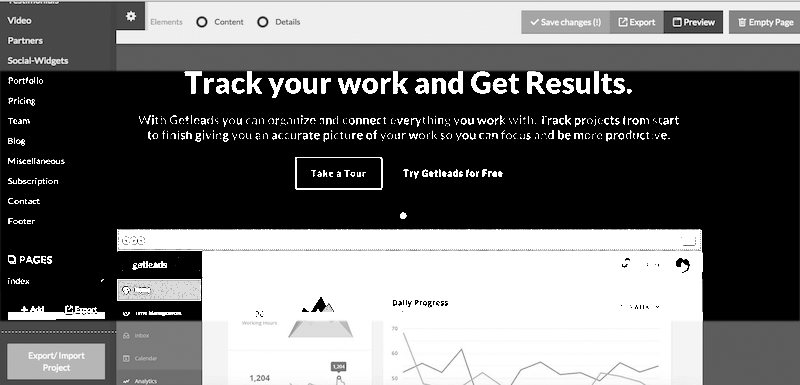 Testimonials
Video
Partners
Social-Widgets
Portfolio
Pricing
Team
Blog
Miscellaneous
Subscription
Contact
Footer
PAGES
index
+ Add Export
Export/ Import
Project
Elements Content Details
Save changes (!) Export Preview Empty Page
Track your work and Get Results.
With Getleads you can organize and connect everything you work with. Track projects from start
to finish giving you an accurate picture of your work so you can focus and be more productive.
Take a Tour Try Getleads for Free
getleads
Time Management
Inbox
Calendar
Analytics
Working Hours
1,204
3,204
Daily Progress
WEEK
70
60
50